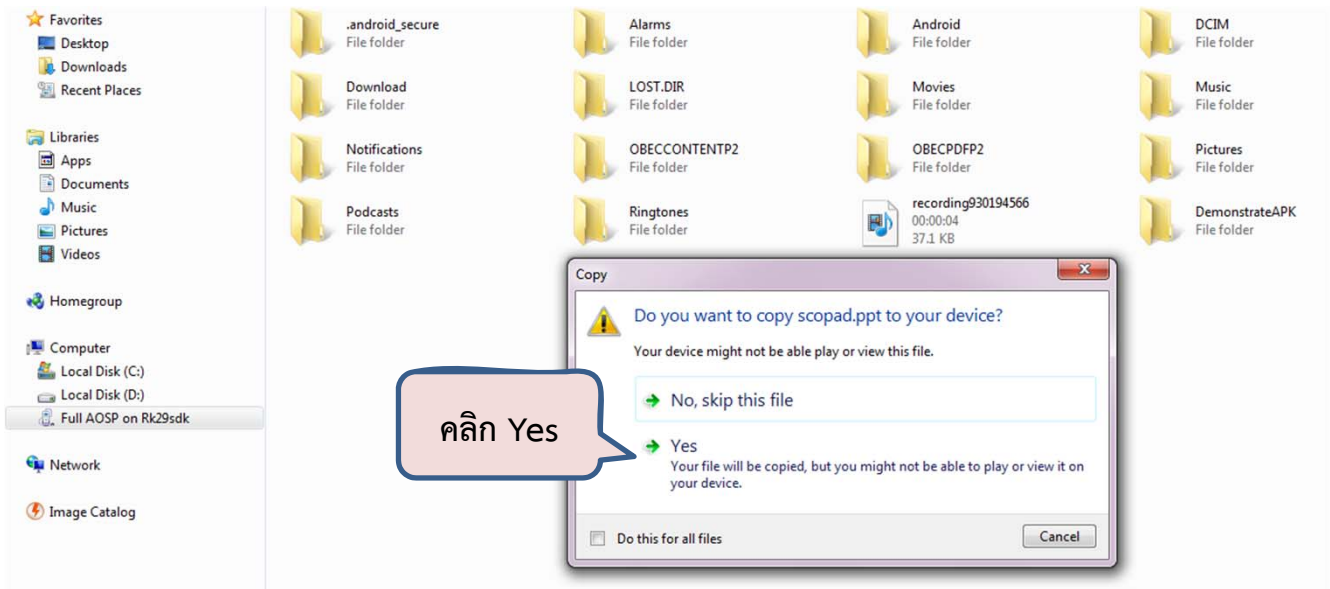 Favorites
Desktop
Downloads
Recent Places
Libraries
Apps
Documents
Music
Pictures
Videos
Homegroup
Computer
Local Disk (C:)
Local Disk (D:)
Full AOSP on Rk29sdk
Network
Image Catalog
.android_secure
File folder
Alarms
File folder
Android
File folder
DCIM
File folder
Download
File folder
LOST.DIR
File folder
Movies
File folder
Music
File folder
Notifications
File folder
OBECCONTENTP2
File folder
OBECPDFP2
File folder
Pictures
File folder
Podcasts
File folder
Ringtones
File folder
recording930194566
00:00:04
37.1 KB
DemonstrateAPK
File folder
Copy
Do you want to copy scopad.ppt to your device?
Your device might not be able play or view this file.
No, skip this file
Yes
Your file will be copied, but you might not be able to play or view it on
your device.
Do this for all files
Cancel
คลิก Yes